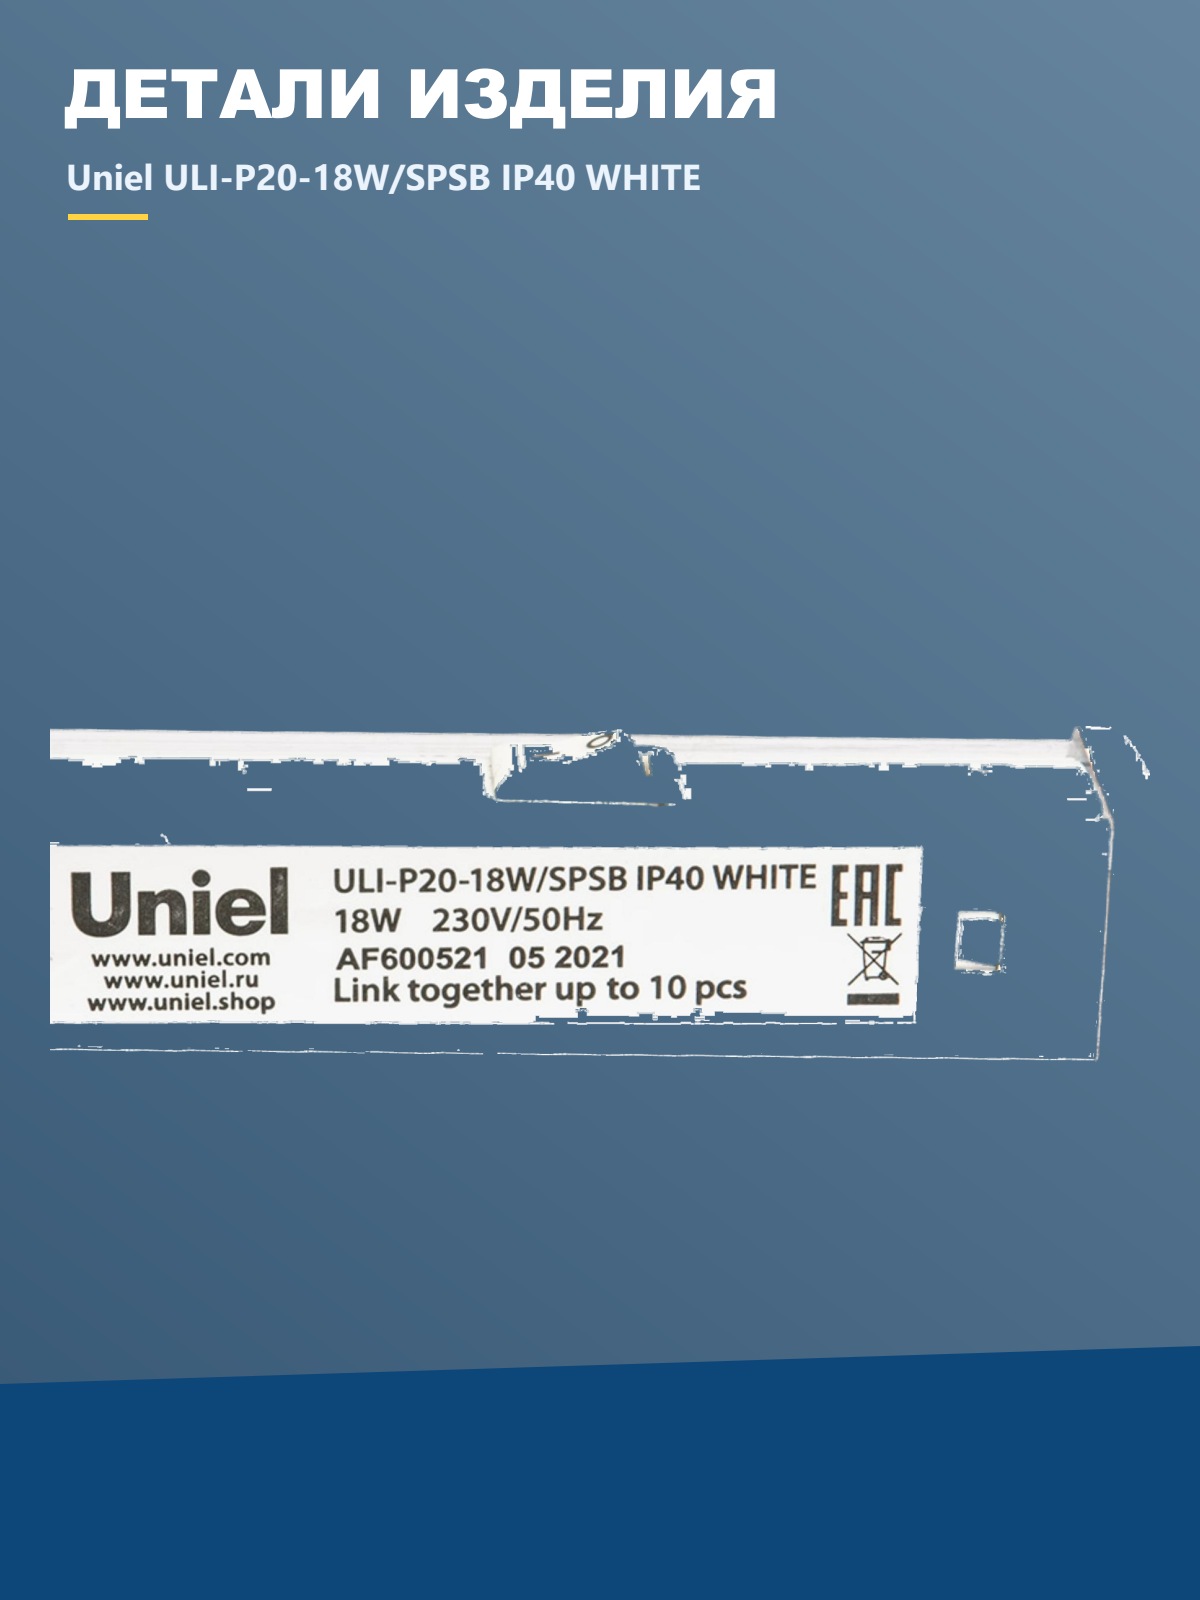 ДЕТАЛИ ИЗДЕЛИЯ
Uniel ULI-P20-18W/SPSB IP40 WHITE
Uniel
www.uniel.com
www.uniel.ru
www.uniel.shop
ULI-P20-18W/SPSB IP40 WHITE
18W 230V/50Hz
AF600521 05 2021
Link together up to 10 pcs
EAC